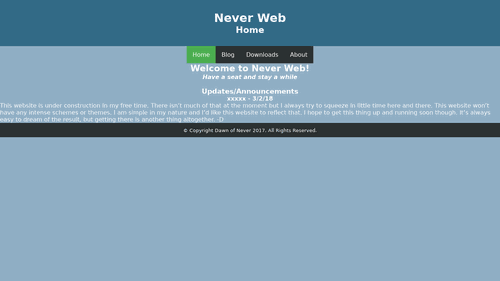 Never Web
Home
Home Blog Downloads About
Welcome to Never Web!
Have a seat and stay a while
Updates/Announcements
xxxxx - 3/2/18
This website is under construction in my free time. There isn't much of that at the moment but I always try to squeeze in little time here and there. This website won't
have any intense schemes or themes. I am simple in my nature and I'd like this website to reflect that. I hope to get this thing up and running soon though. It's always
easy to dream of the result, but getting there is another thing altogether. :D
© Copyright Dawn of Never 2017. All Rights Reserved.